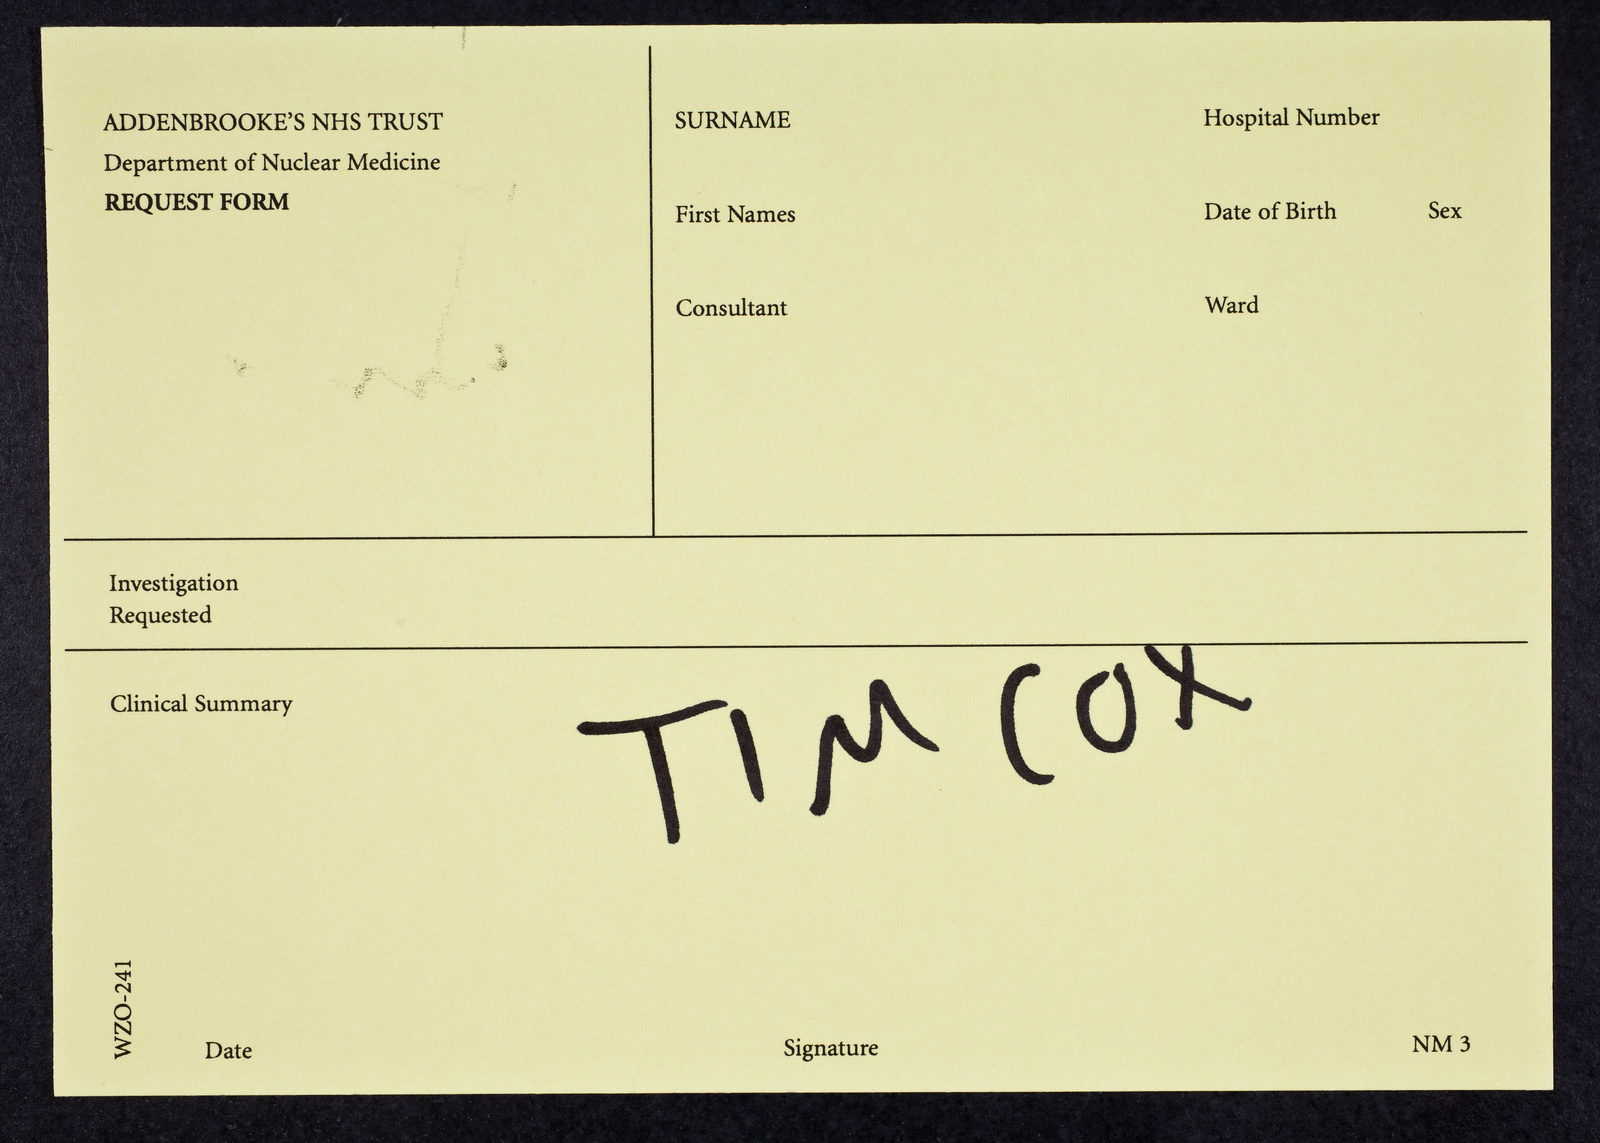 ADDENBROOKE'S NHS TRUST
Department of Nuclear Medicine
REQUEST FORM
SURNAME
Hospital Number
First Names
Date of Birth
Sex
Consultant
Ward
Investigation
Requested
Clinical Summary
TIM COX
WZO-241
Date
Signature
NM 3